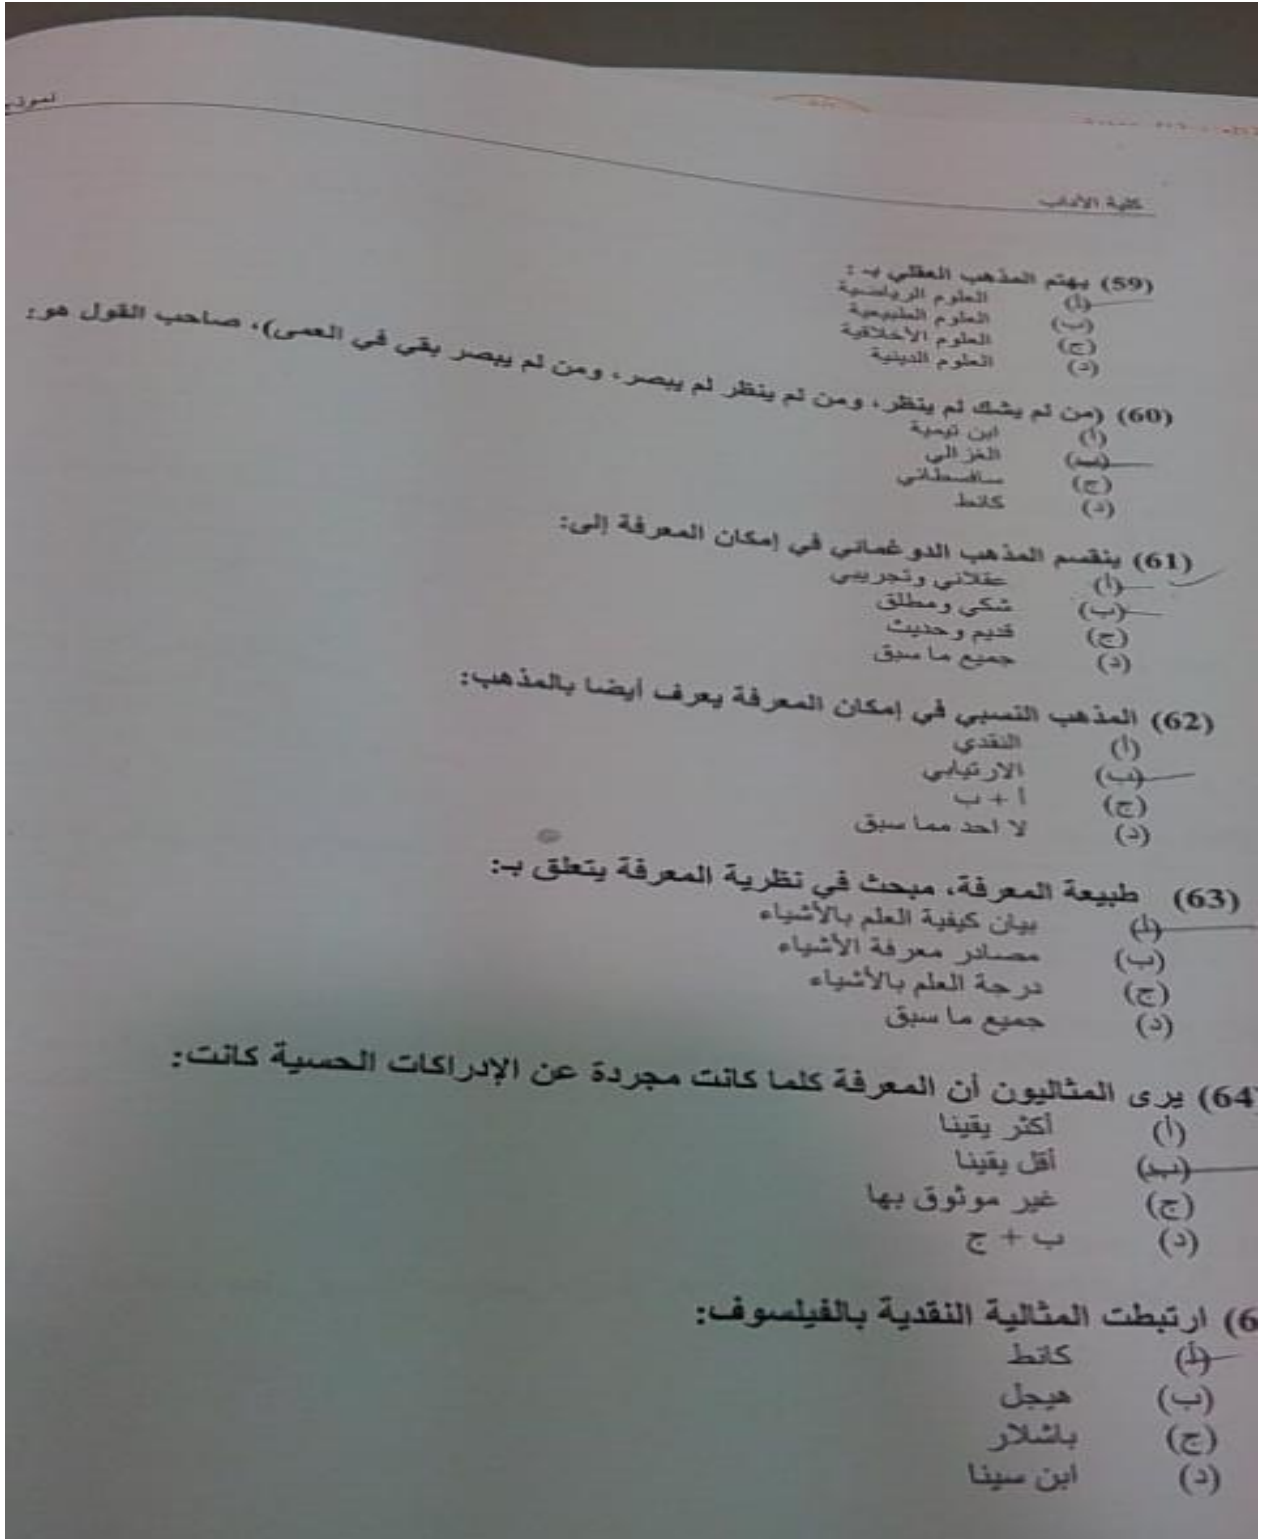 نموذج
كلية الآداب
(59) يهتم المذهب العقلي بـ :
(أ) العلوم الرياضية
(ب) العلوم الطبيعية
(ج) العلوم الأخلاقية
(د) العلوم الدينية
(60) (من لم يشك لم ينظر، ومن لم ينظر لم يبصر، ومن لم يبصر بقي في العمى)، صاحب القول هو:
(أ) ابن تيمية
(ب) الغزالي
(ج) سافسطائي
(د) كانط
(61) ينقسم المذهب الدوغمائي في إمكان المعرفة إلى:
(أ) عقلاني وتجريبي
(ب) شكي ومطلق
(ج) قديم وحديث
(د) جميع ما سبق
(62) المذهب النسبي في إمكان المعرفة يعرف أيضا بالمذهب:
(أ) النقدي
(ب) الارتيابي
(ج) أ + ب
(د) لا احد مما سبق
(63) طبيعة المعرفة، مبحث في نظرية المعرفة يتعلق بـ:
(أ) بيان كيفية العلم بالأشياء
(ب) مصادر معرفة الأشياء
(ج) درجة العلم بالأشياء
(د) جميع ما سبق
(64) يرى المثاليون أن المعرفة كلما كانت مجردة عن الإدراكات الحسية كانت:
(أ) أكثر يقينا
(ب) أقل يقينا
(ج) غير موثوق بها
(د) ب + ج
6) ارتبطت المثالية النقدية بالفيلسوف:
(أ) كانط
(ب) هيجل
(ج) باشلار
(د) ابن سينا